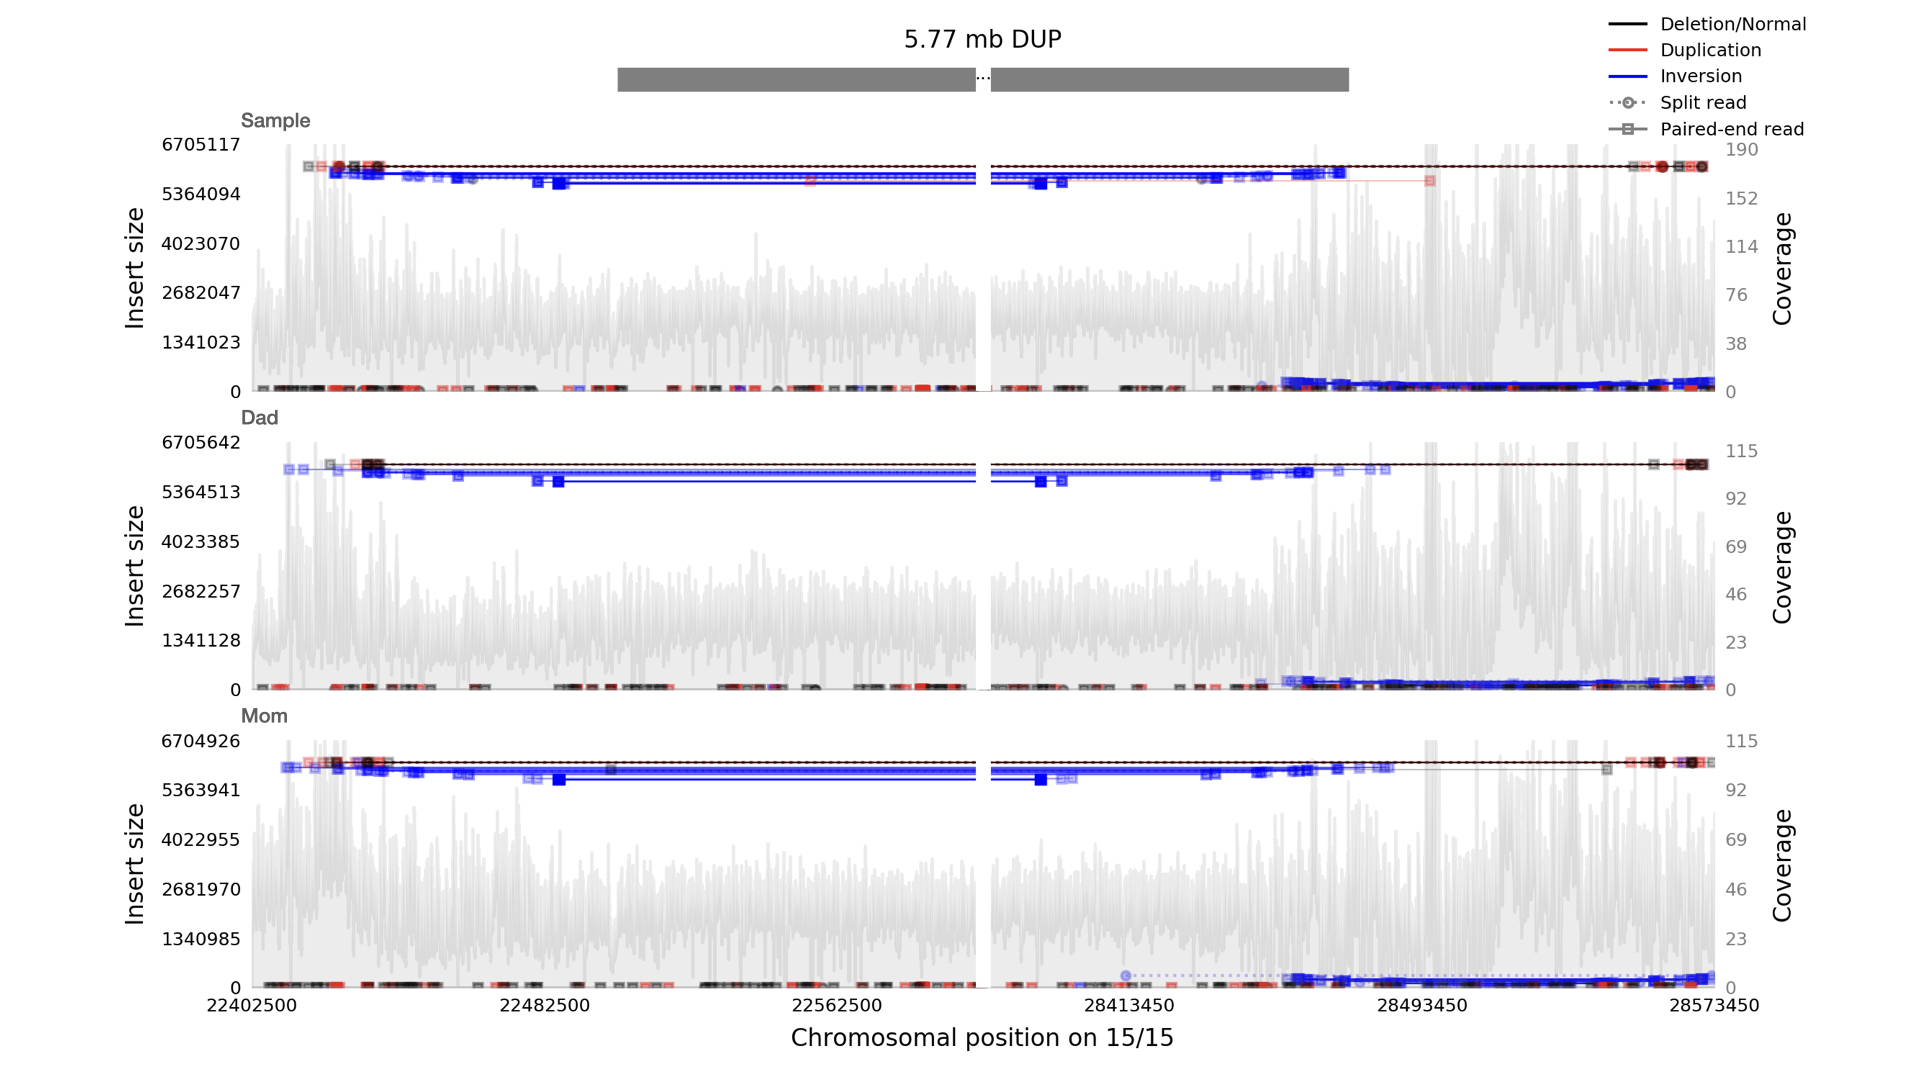 5.77 mb DUP
...
Deletion/Normal
Duplication
Inversion
Split read
Paired-end read
Sample
6705117
5364094
4023070
2682047
1341023
0
Insert size
190
152
114
76
38
0
Coverage
Dad
6705642
5364513
4023385
2682257
1341128
0
Insert size
115
92
69
46
23
0
Coverage
Mom
6704926
5363941
4022955
2681970
1340985
0
Insert size
115
92
69
46
23
0
Coverage
22402500 22482500 22562500 28413450 28493450 28573450
Chromosomal position on 15/15